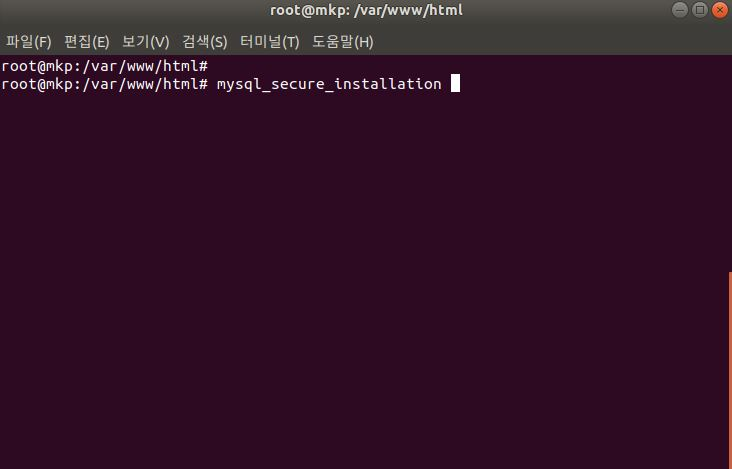 root@mkp: /var/www/html
파일(F) 편집(E) 보기(V) 검색(S) 터미널(T) 도움말(H)
root@mkp:/var/www/html#
root@mkp:/var/www/html# mysql_secure_installation